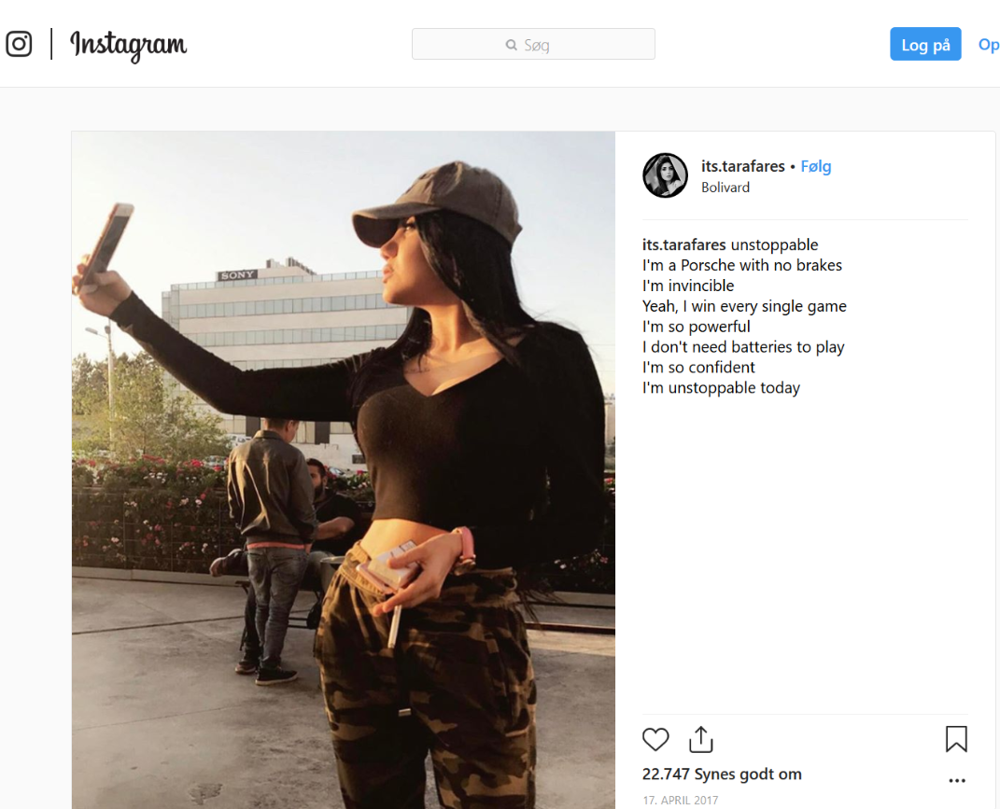 Instagram
Søg
Log på
Op
SONY
its.tarafares • Følg
Bolivard
its.tarafares unstoppable
I'm a Porsche with no brakes
I'm invincible
Yeah, I win every single game
I'm so powerful
I don't need batteries to play
I'm so confident
I'm unstoppable today
22.747 Synes godt om
17. APRIL 2017